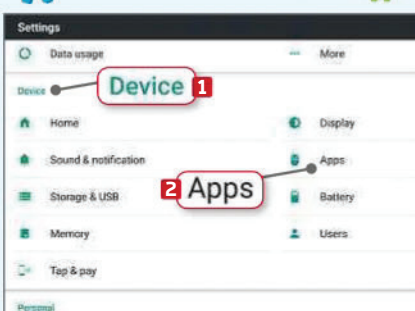 Settings
Data usage
More
Device
Device 1
Home
Display
Sound & notification
Apps
2 Apps
Storage & USB
Battery
Memory
Users
Tap & pay
Personal